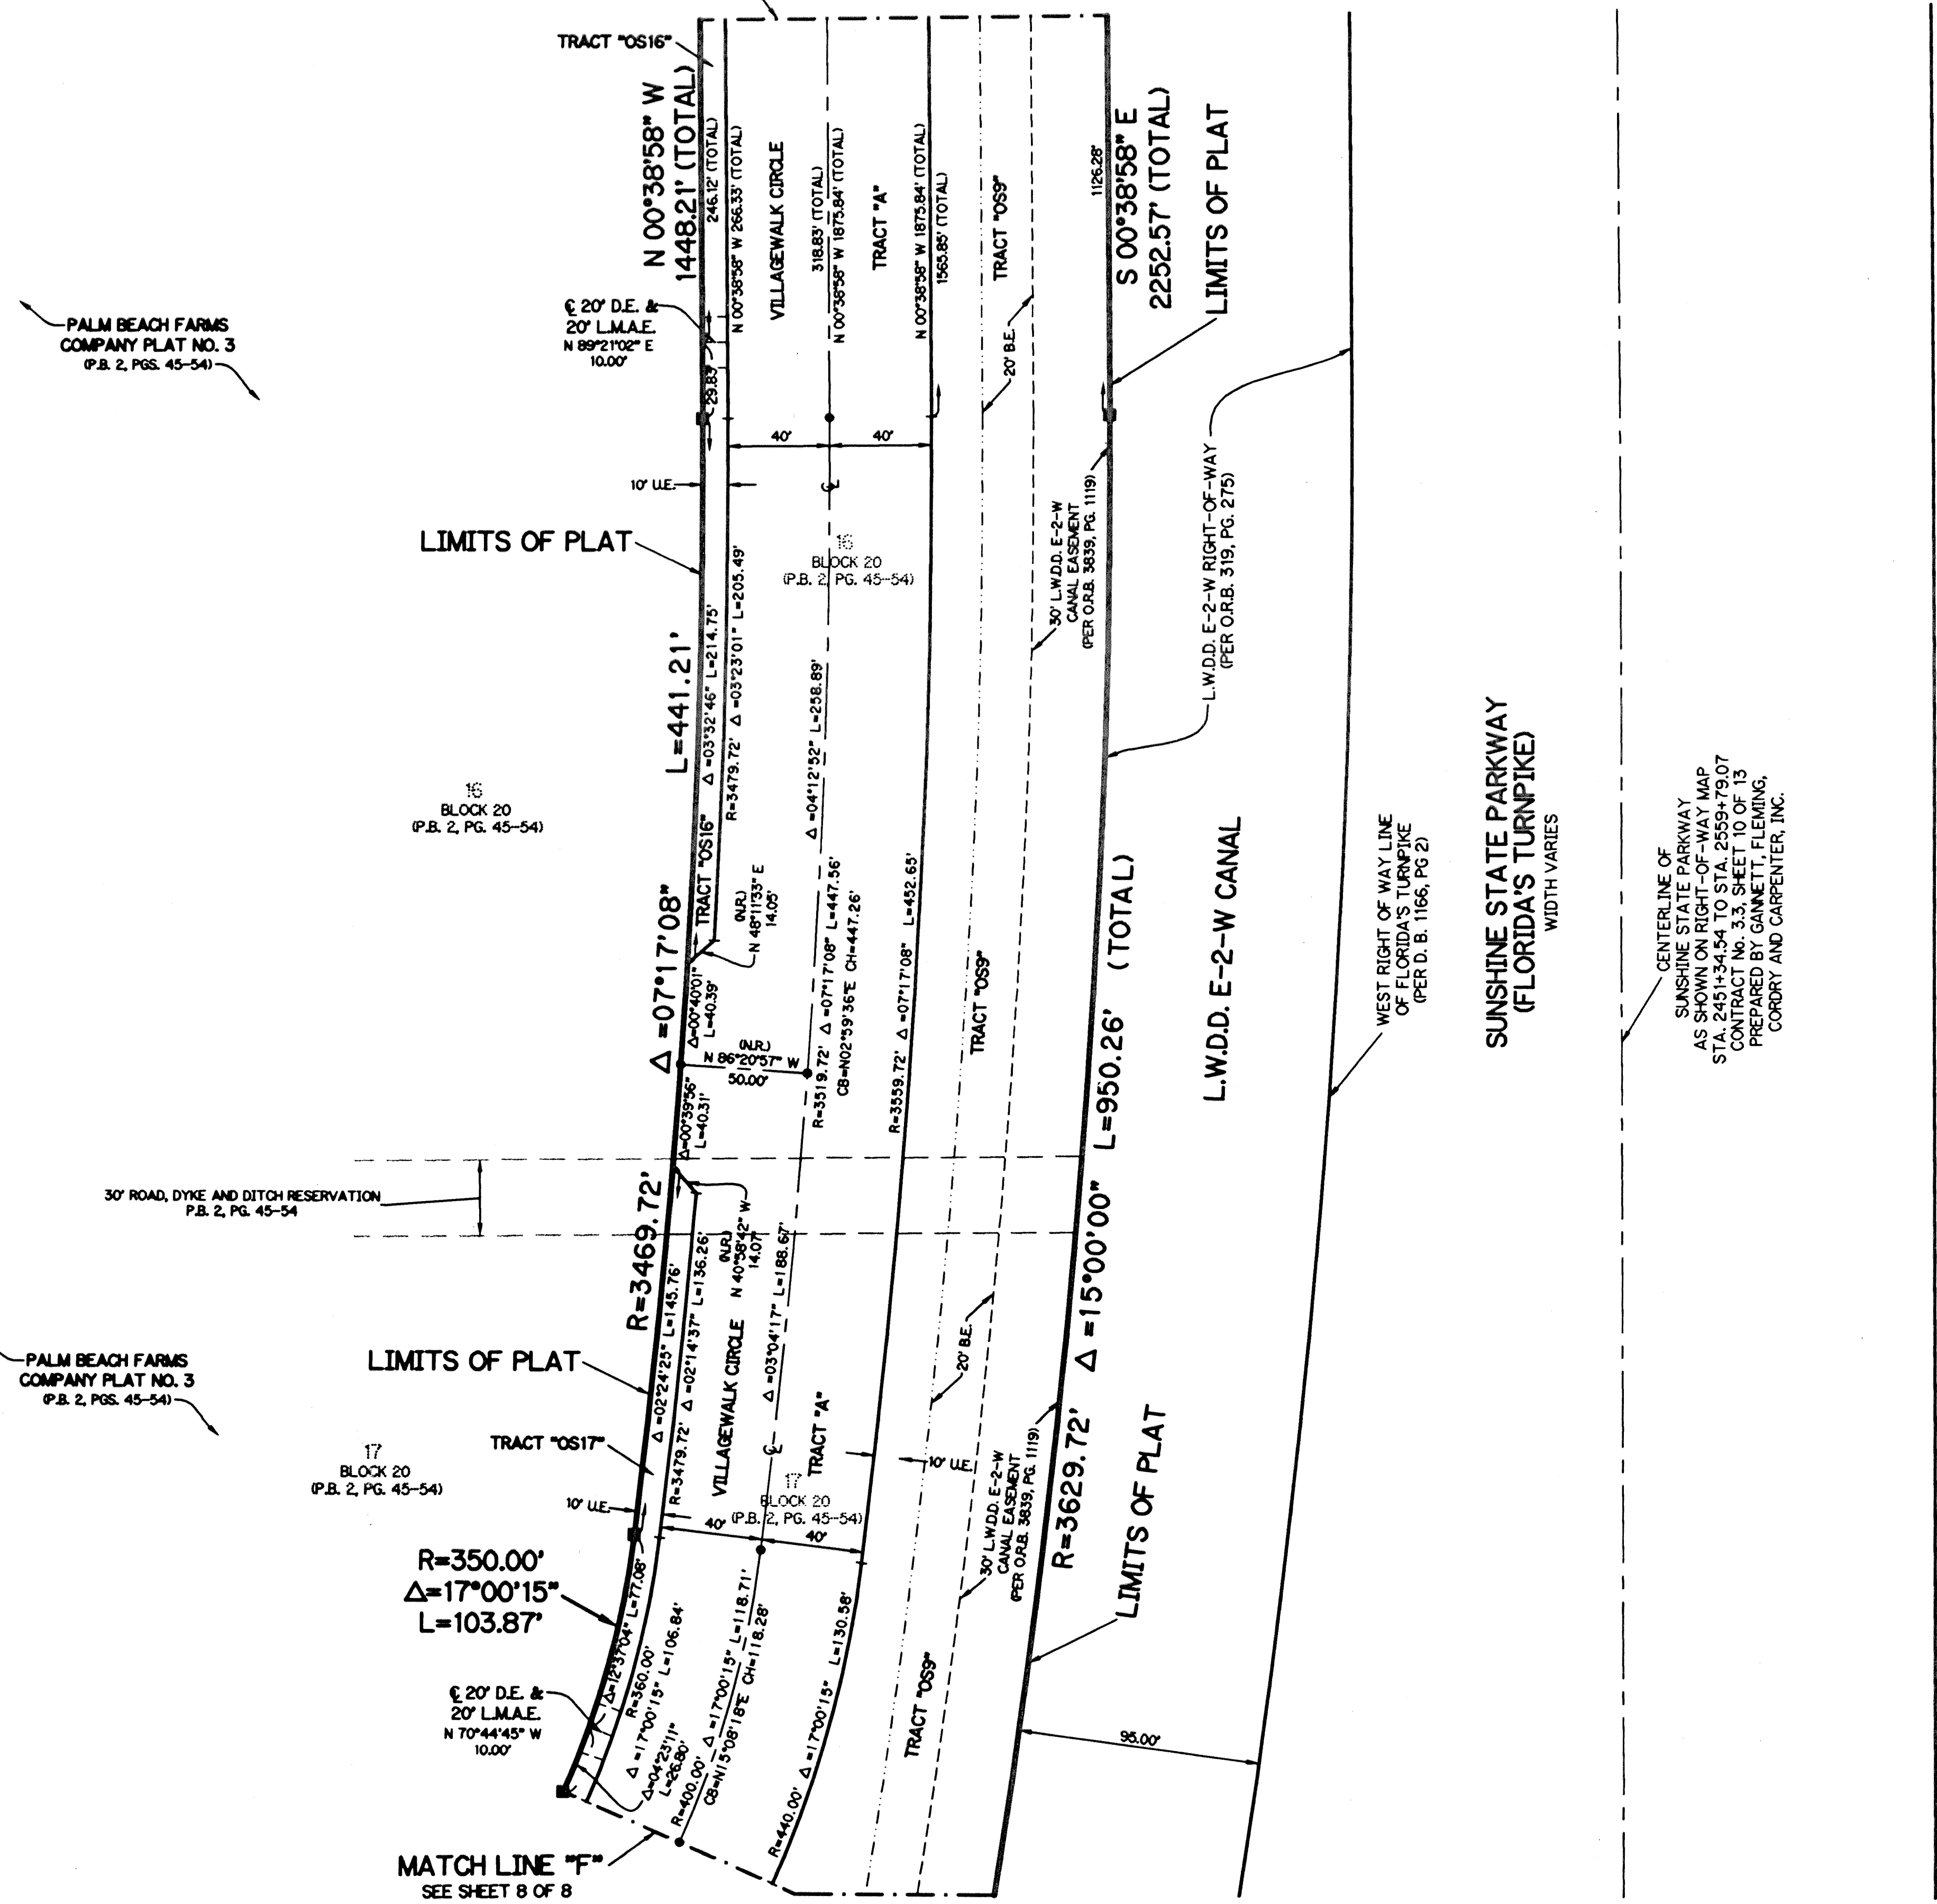 TRACT "OS16"
N 00°38'58" W
1448.21' (TOTAL)
246.12' (TOTAL)
N 00°38'58" W 266.33' (TOTAL)
VILLAGEWALK CIRCLE
318.83' (TOTAL)
N 00°38'58" W 1875.84' (TOTAL)
TRACT "A"
N 00°38'58" W 1875.84' (TOTAL)
1565.85' (TOTAL)
TRACT "OS9"
1126.28'
S 00°38'58" E
2252.57' (TOTAL)
LIMITS OF PLAT
PALM BEACH FARMS
COMPANY PLAT NO. 3
(P.B. 2, PGS. 45-54)
℄ 20' D.E. &
20' L.M.A.E.
N 89°21'02" E
10.00'
29.83'
20' B.E.
40'
40'
10' U.E.
℄
LIMITS OF PLAT
16
BLOCK 20
(P.B. 2, PG. 45-54)
30' L.W.D.D. E-2-W
CANAL EASEMENT
(PER O.R.B. 3839, PG. 1119)
L.W.D.D. E-2-W RIGHT-OF-WAY
(PER O.R.B. 319, PG. 275)
L=441.21'
Δ =03°32'46" L=214.75'
R=3479.72' Δ =03°23'01" L=205.49'
Δ =04°12'52" L=258.89'
16
BLOCK 20
(P.B. 2, PG. 45-54)
TRACT "OS16"
(N.R.)
N 48°11'33" E
14.05'
Δ =07°17'08"
Δ=00°40'01"
L=40.39'
(N.R.)
N 86°20'57" W
50.00'
R=3519.72' Δ =07°17'08" L=447.56'
CB=N02°59'36"E CH=447.26'
R=3559.72' Δ =07°17'08" L=452.65'
TRACT "OS9"
L=950.26' (TOTAL)
L.W.D.D. E-2-W CANAL
WEST RIGHT OF WAY LINE
OF FLORIDA'S TURNPIKE
(PER D. B. 1166, PG 2)
SUNSHINE STATE PARKWAY
(FLORIDA'S TURNPIKE)
WIDTH VARIES
CENTERLINE OF
SUNSHINE STATE PARKWAY
AS SHOWN ON RIGHT-OF-WAY MAP
STA. 2451+34.54 TO STA. 2559+79.07
CONTRACT No. 3.3, SHEET 10 OF 13
PREPARED BY GANNETT, FLEMING,
CORDRY AND CARPENTER, INC.
Δ=00°39'56"
L=40.31'
30' ROAD, DYKE AND DITCH RESERVATION
P.B. 2, PG. 45-54
R=3469.72'
(N.R.)
N 40°58'42" W
14.07'
Δ =02°24'25" L=145.76'
R=3479.72' Δ =02°14'37" L=136.26'
VILLAGEWALK CIRCLE
Δ =03°04'17" L=188.67'
℄
TRACT "A"
20' B.E.
R=3629.72' Δ =15°00'00"
PALM BEACH FARMS
COMPANY PLAT NO. 3
(P.B. 2, PGS. 45-54)
LIMITS OF PLAT
TRACT "OS17"
17
BLOCK 20
(P.B. 2, PG. 45-54)
17
BLOCK 20
(P.B. 2, PG. 45-54)
10' U.E.
10' U.E.
40'
40'
30' L.W.D.D. E-2-W
CANAL EASEMENT
(PER O.R.B. 3839, PG. 1119)
LIMITS OF PLAT
R=350.00'
Δ=17°00'15"
L=103.87'
Δ=12°37'04" L=77.08'
R=360.00'
Δ =17°00'15" L=106.84'
Δ=04°23'11"
L=26.80'
R=400.00' Δ =17°00'15" L=118.71'
CB=N15°08'18"E CH=118.28'
R=440.00' Δ =17°00'15" L=130.58'
TRACT "OS9"
95.00'
℄ 20' D.E. &
20' L.M.A.E.
N 70°44'45" W
10.00'
MATCH LINE "F"
SEE SHEET 8 OF 8